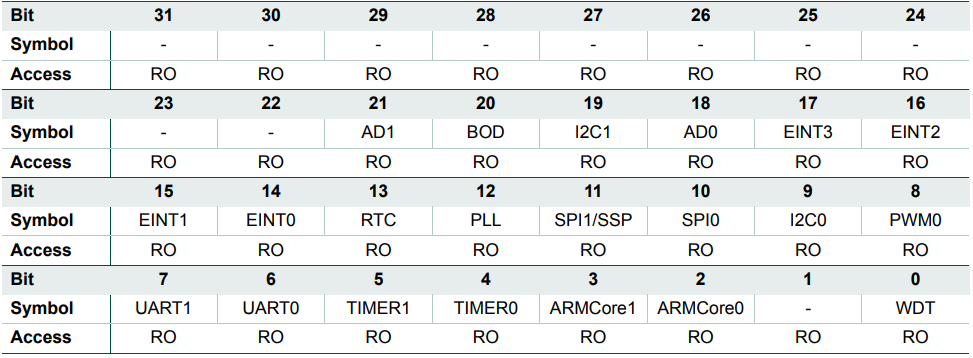 Bit 31 30 29 28 27 26 25 24
Symbol - - - - - - - -
Access RO RO RO RO RO RO RO RO
Bit 23 22 21 20 19 18 17 16
Symbol - - AD1 BOD I2C1 AD0 EINT3 EINT2
Access RO RO RO RO RO RO RO RO
Bit 15 14 13 12 11 10 9 8
Symbol EINT1 EINT0 RTC PLL SPI1/SSP SPI0 I2C0 PWM0
Access RO RO RO RO RO RO RO RO
Bit 7 6 5 4 3 2 1 0
Symbol UART1 UART0 TIMER1 TIMER0 ARMCore1 ARMCore0 - WDT
Access RO RO RO RO RO RO RO RO